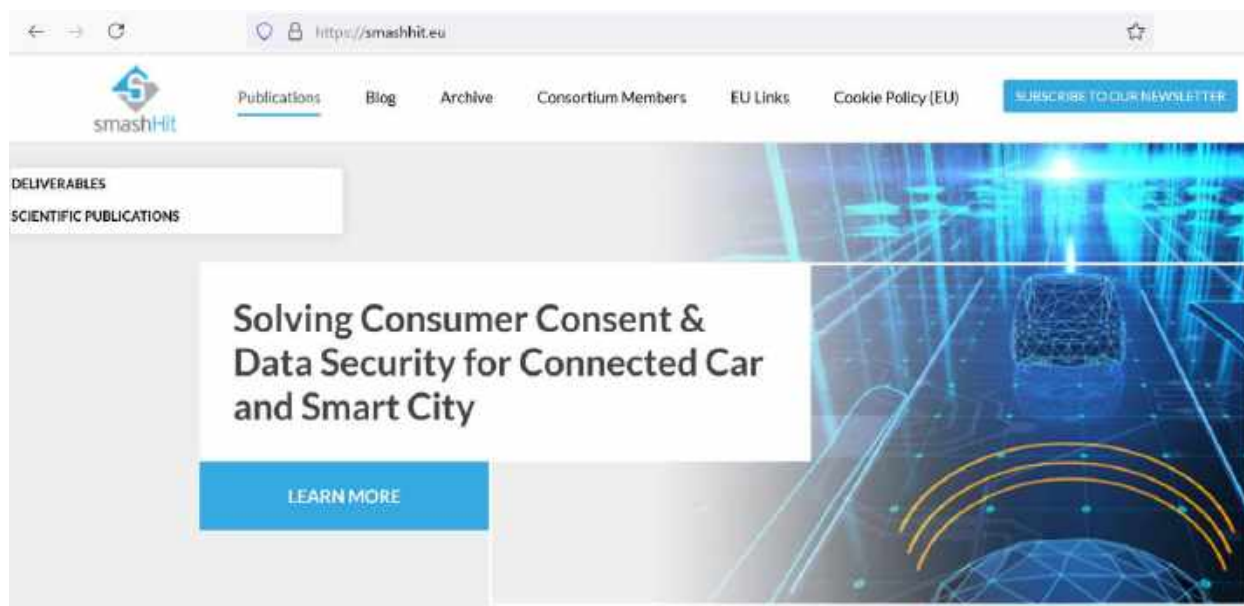 https://smashhit.eu
smashHit
Publications Blog Archive Consortium Members EU Links Cookie Policy (EU) SUBSCRIBE TO OUR NEWSLETTER
DELIVERABLES
SCIENTIFIC PUBLICATIONS
Solving Consumer Consent &
Data Security for Connected Car
and Smart City
LEARN MORE